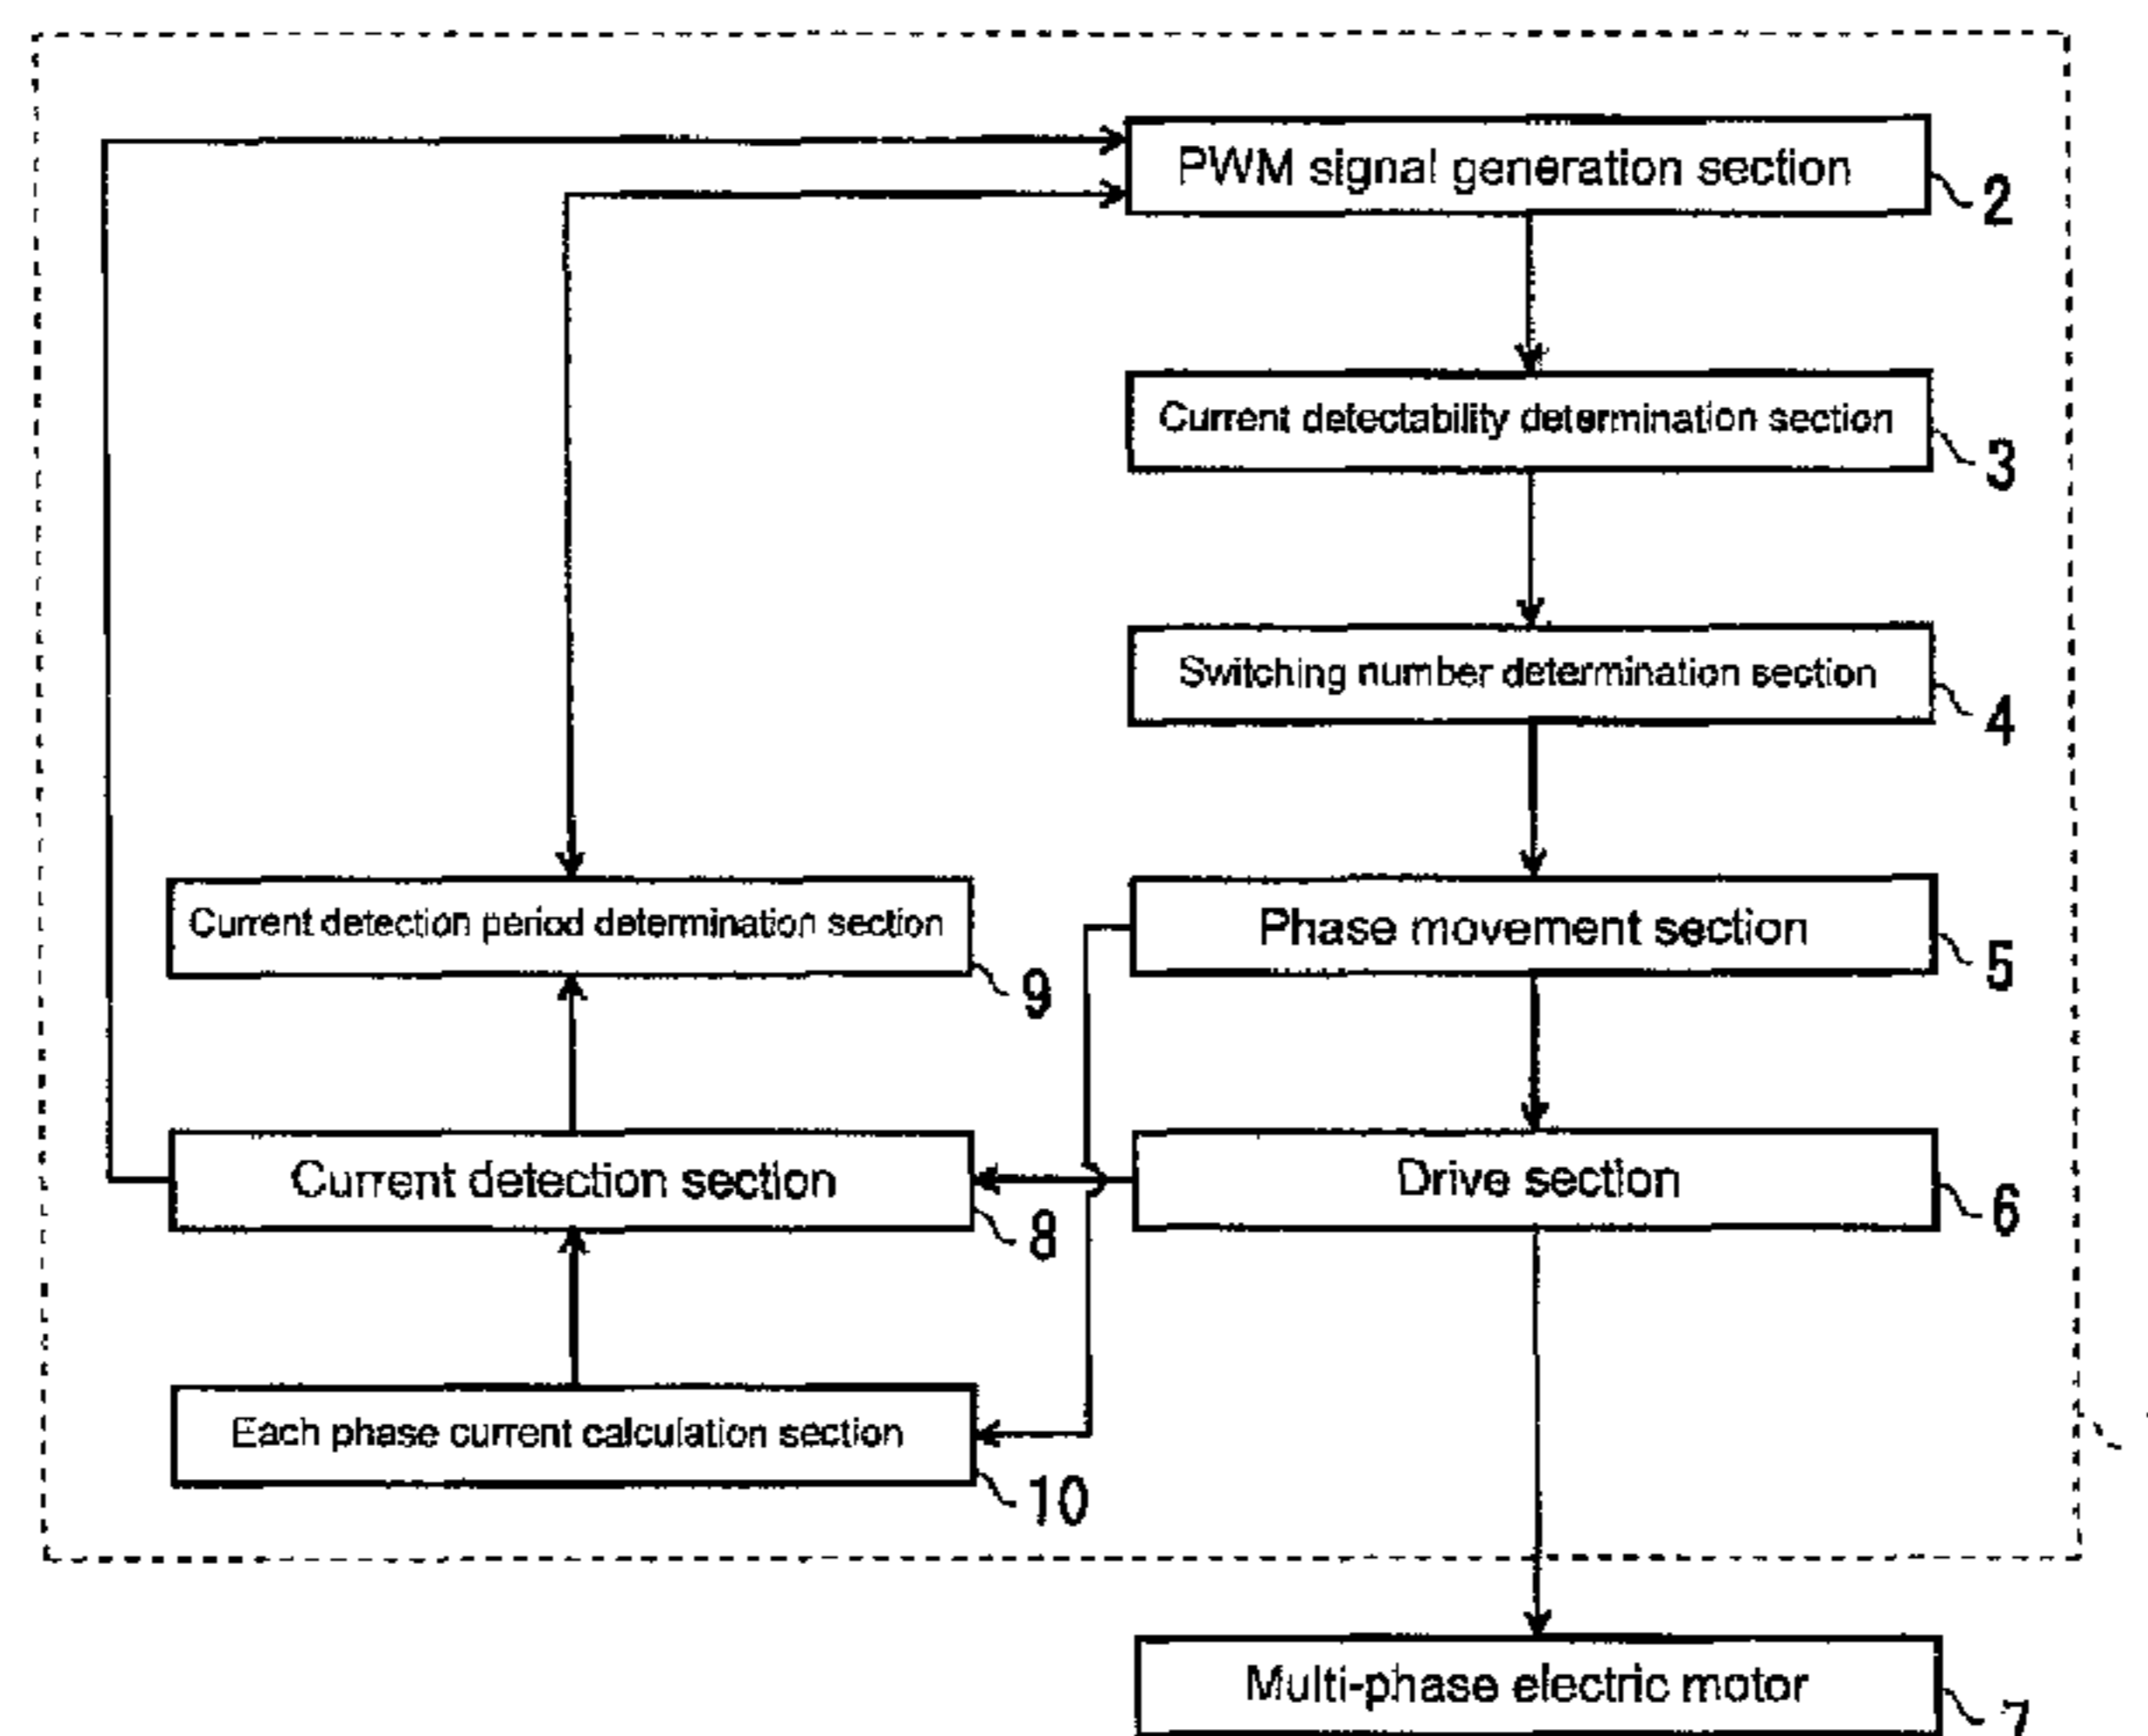 PWM signal generation section
2
Current detectability determination section
3
Switching number determination section
4
Current detection period determination section
9
Phase movement section
5
Current detection section
8
Drive section
6
Each phase current calculation section
10
Multi-phase electric motor
7